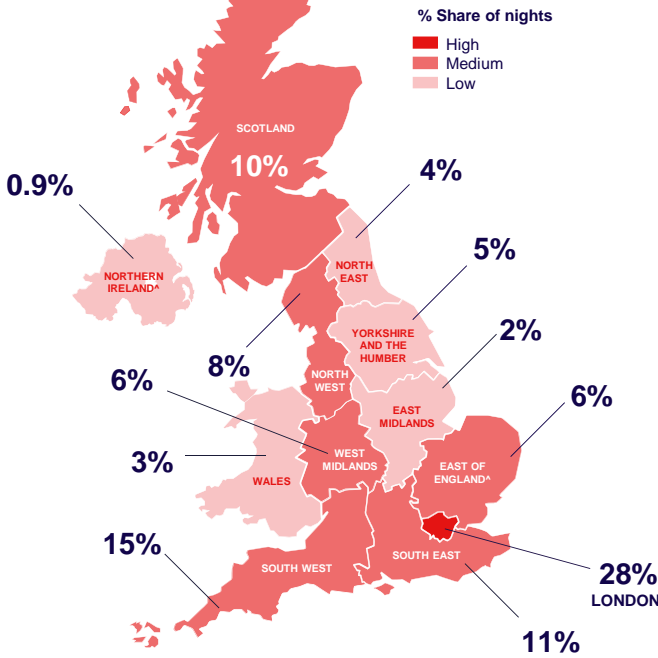 % Share of nights
High
Medium
Low
SCOTLAND
10%
4%
0.9%
NORTHERN
IRELAND^
NORTH
EAST
5%
YORKSHIRE
AND THE
HUMBER
2%
8%
NORTH
WEST
6%
EAST
MIDLANDS
6%
WEST
MIDLANDS
3%
WALES
EAST OF
ENGLAND^
15%
SOUTH WEST
SOUTH EAST
28%
LONDON
11%